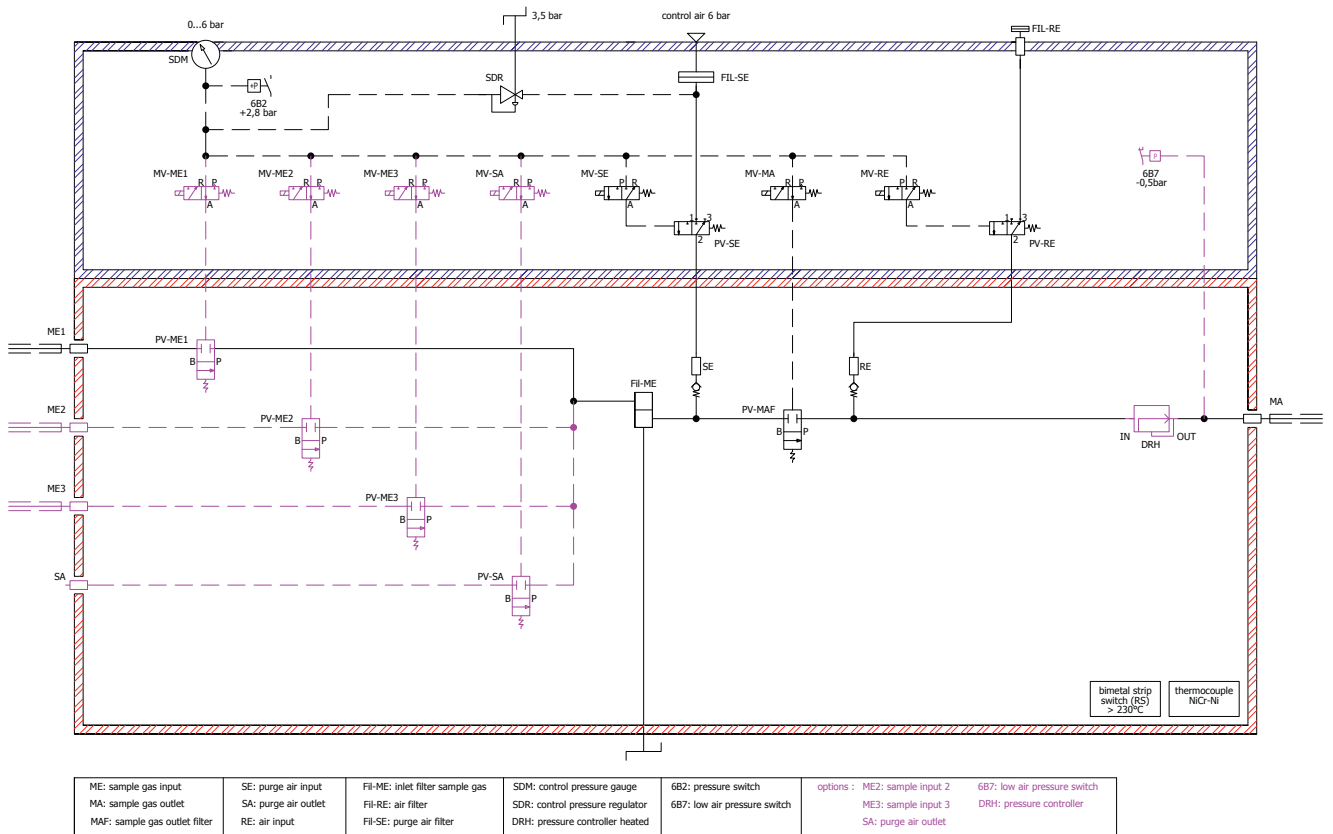 0...6 bar
3,5 bar
control air 6 bar
FIL-RE
SDM
6B2
+2,8 bar
+P
SDR
FIL-SE
P
6B7
-0,5bar
MV-ME1
R P
A
MV-ME2
R P
A
MV-ME3
R P
A
MV-SA
R P
A
MV-SE
P R
A
MV-MA
R P
A
MV-RE
P R
A
1 3
2
PV-SE
1 3
2
PV-RE
ME1
PV-ME1
B P
ME2
PV-ME2
B P
ME3
PV-ME3
B P
SA
PV-SA
B P
Fil-ME
SE
PV-MAF
B P
RE
IN
DRH
OUT
MA
bimetal strip
switch (RS)
> 230°C
thermocouple
NiCr-Ni
ME: sample gas input
MA: sample gas outlet
MAF: sample gas outlet filter
SE: purge air input
SA: purge air outlet
RE: air input
Fil-ME: inlet filter sample gas
Fil-RE: air filter
Fil-SE: purge air filter
SDM: control pressure gauge
SDR: control pressure regulator
DRH: pressure controller heated
6B2: pressure switch
6B7: low air pressure switch
options : ME2: sample input 2
ME3: sample input 3
SA: purge air outlet
6B7: low air pressure switch
DRH: pressure controller